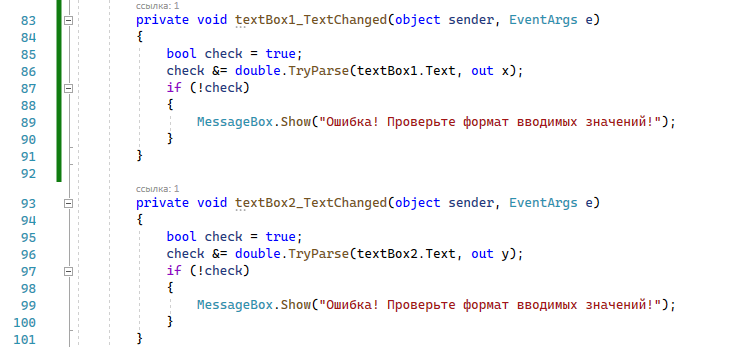 ссылка: 1
83 private void textBox1_TextChanged(object sender, EventArgs e)
84 {
85 bool check = true;
86 check &= double.TryParse(textBox1.Text, out x);
87 if (!check)
88 {
89 MessageBox.Show("Ошибка! Проверьте формат вводимых значений!");
90 }
91 }
92
ссылка: 1
93 private void textBox2_TextChanged(object sender, EventArgs e)
94 {
95 bool check = true;
96 check &= double.TryParse(textBox2.Text, out y);
97 if (!check)
98 {
99 MessageBox.Show("Ошибка! Проверьте формат вводимых значений!");
100 }
101 }